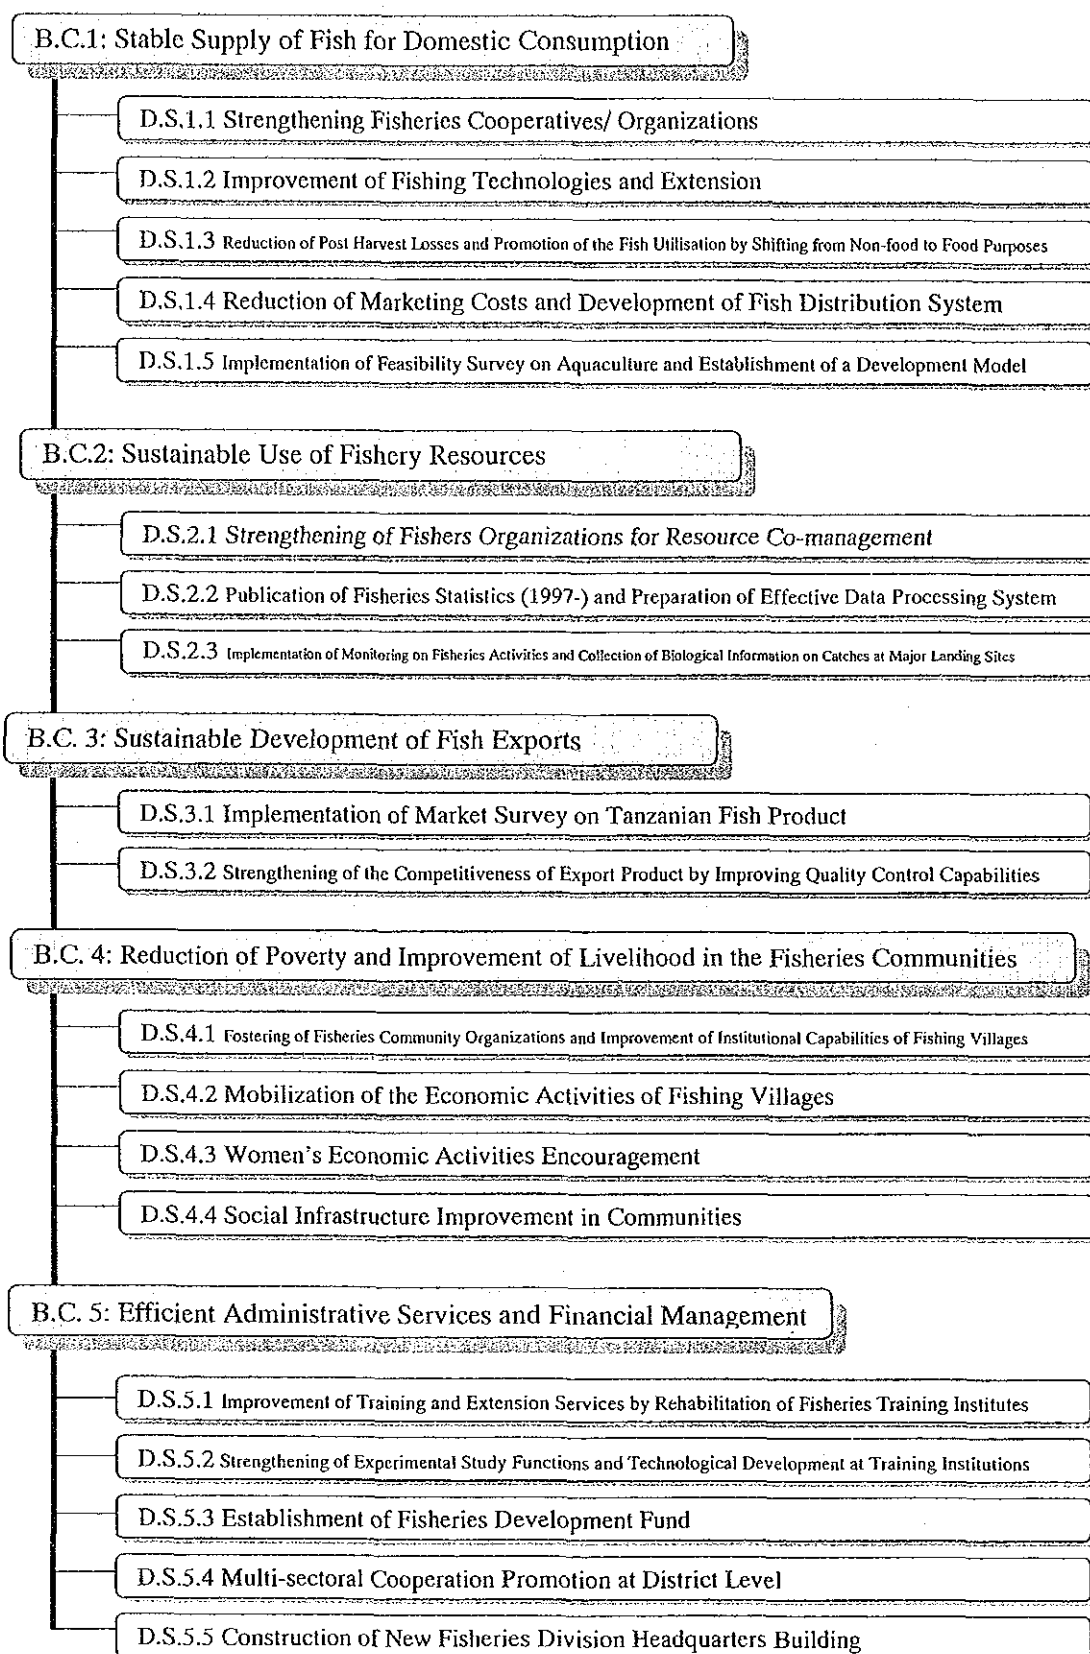 B.C.1: Stable Supply of Fish for Domestic Consumption
D.S.1.1 Strengthening Fisheries Cooperatives/ Organizations
D.S.1.2 Improvement of Fishing Technologies and Extension
D.S.1.3 Reduction of Post Harvest Losses and Promotion of the Fish Utilisation by Shifting from Non-food to Food Purposes
D.S.1.4 Reduction of Marketing Costs and Development of Fish Distribution System
D.S.1.5 Implementation of Feasibility Survey on Aquaculture and Establishment of a Development Model
B.C.2: Sustainable Use of Fishery Resources
D.S.2.1 Strengthening of Fishers Organizations for Resource Co-management
D.S.2.2 Publication of Fisheries Statistics (1997-) and Preparation of Effective Data Processing System
D.S.2.3 Implementation of Monitoring on Fisheries Activities and Collection of Biological Information on Catches at Major Landing Sites
B.C. 3: Sustainable Development of Fish Exports
D.S.3.1 Implementation of Market Survey on Tanzanian Fish Product
D.S.3.2 Strengthening of the Competitiveness of Export Product by Improving Quality Control Capabilities
B.C. 4: Reduction of Poverty and Improvement of Livelihood in the Fisheries Communities
D.S.4.1 Fostering of Fisheries Community Organizations and Improvement of Institutional Capabilities of Fishing Villages
D.S.4.2 Mobilization of the Economic Activities of Fishing Villages
D.S.4.3 Women's Economic Activities Encouragement
D.S.4.4 Social Infrastructure Improvement in Communities
B.C. 5: Efficient Administrative Services and Financial Management
D.S.5.1 Improvement of Training and Extension Services by Rehabilitation of Fisheries Training Institutes
D.S.5.2 Strengthening of Experimental Study Functions and Technological Development at Training Institutions
D.S.5.3 Establishment of Fisheries Development Fund
D.S.5.4 Multi-sectoral Cooperation Promotion at District Level
D.S.5.5 Construction of New Fisheries Division Headquarters Building